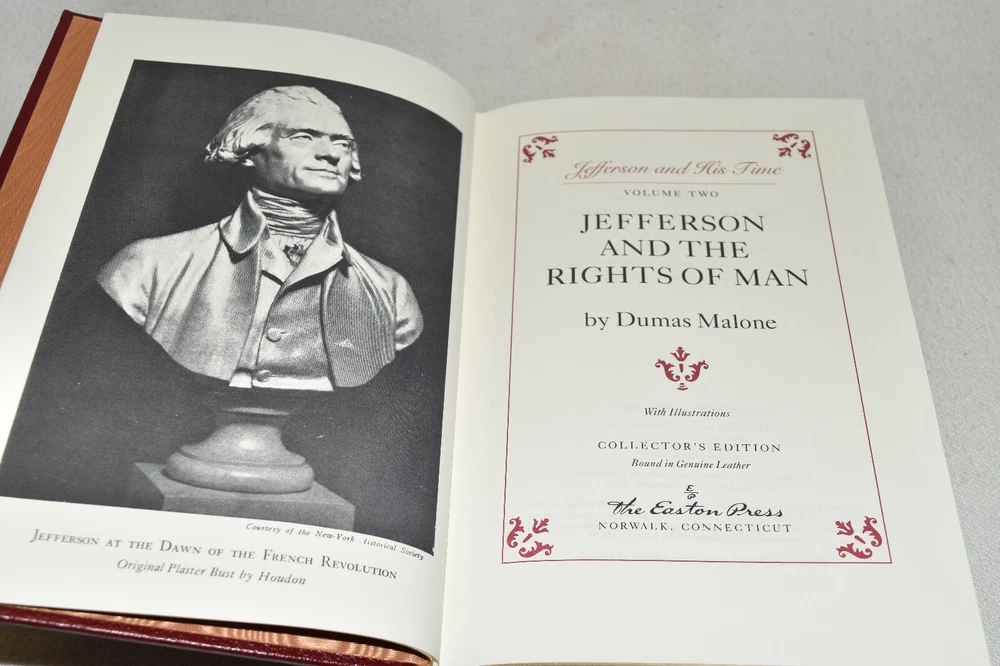 Courtesy of the New-York Historical Society
JEFFERSON AT THE DAWN OF THE FRENCH REVOLUTION
Original Plaster Bust by Houdon
Jefferson and His Time
VOLUME TWO
JEFFERSON
AND THE
RIGHTS OF MAN
by Dumas Malone
With Illustrations
COLLECTOR'S EDITION
Bound in Genuine Leather
E
P
The Easton Press
NORWALK, CONNECTICUT